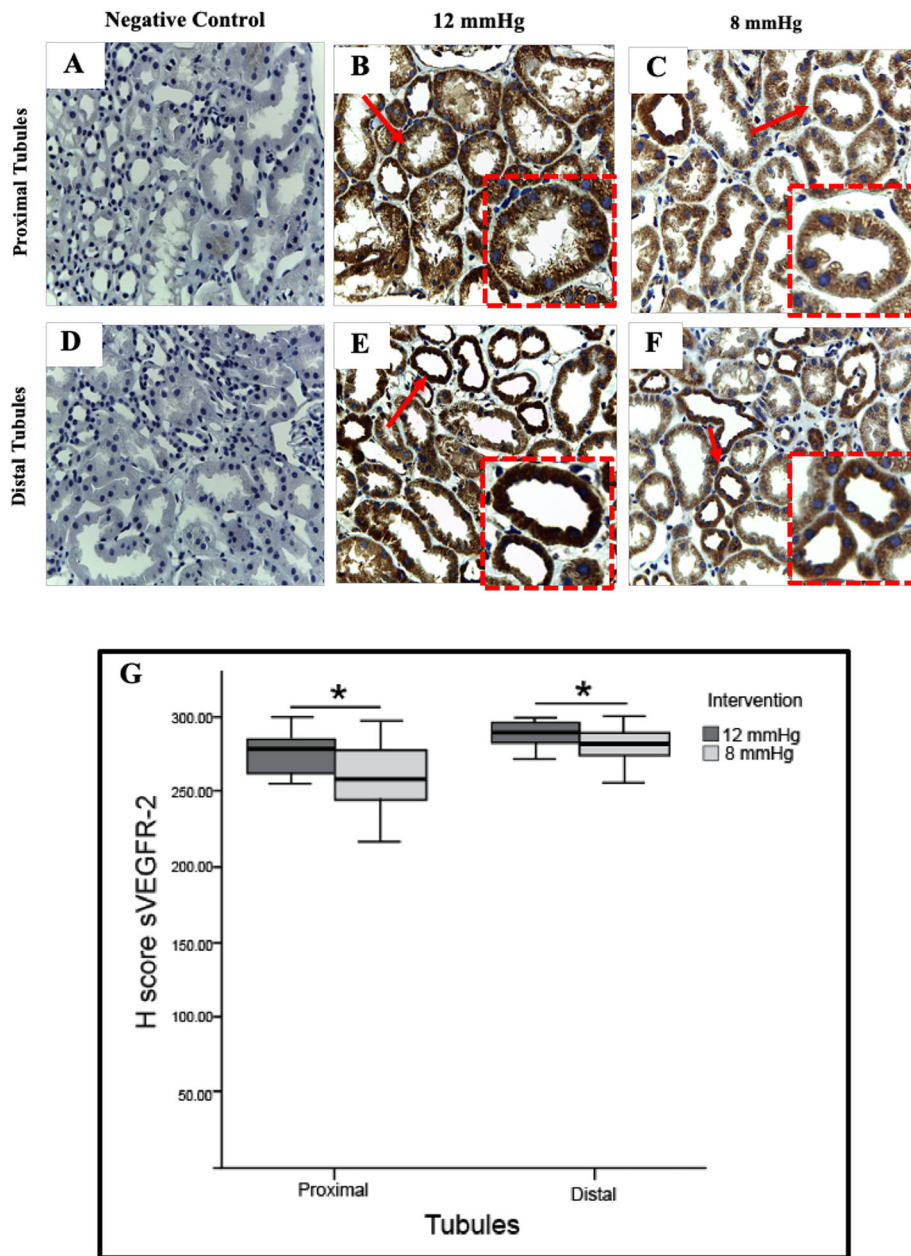 Negative Control
12 mmHg
8 mmHg
Proximal Tubules
A
B
C
Distal Tubules
D
E
F
G
H score sVEGFR-2
300.00
250.00
200.00
150.00
100.00
50.00
*
*
Intervention
12 mmHg
8 mmHg
Proximal
Distal
Tubules